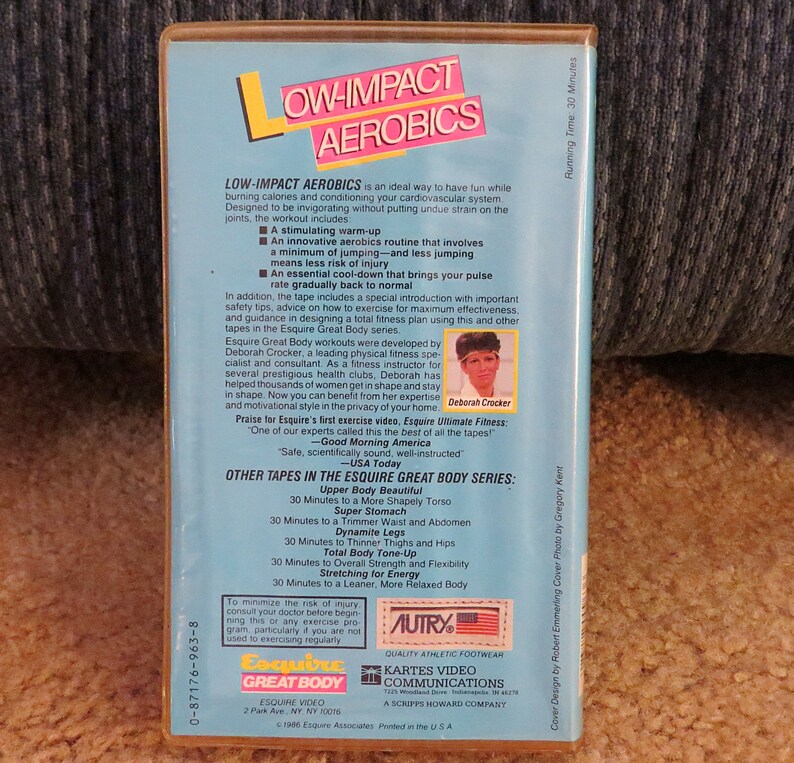 LOW-IMPACT
AEROBICS
LOW-IMPACT AEROBICS is an ideal way to have fun while
burning calories and conditioning your cardiovascular system.
Designed to be invigorating without putting undue strain on the
joints, the workout includes:
■ A stimulating warm-up
■ An innovative aerobics routine that involves
a minimum of jumping—and less jumping
means less risk of injury
■ An essential cool-down that brings your pulse
rate gradually back to normal
In addition, the tape includes a special introduction with important
safety tips, advice on how to exercise for maximum effectiveness,
and guidance in designing a total fitness plan using this and other
tapes in the Esquire Great Body series.
Esquire Great Body workouts were developed by
Deborah Crocker, a leading physical fitness spe-
cialist and consultant. As a fitness instructor for
several prestigious health clubs, Deborah has
helped thousands of women get in shape and stay
in shape. Now you can benefit from her expertise
and motivational style in the privacy of your home.
Deborah Crocker
Praise for Esquire's first exercise video, Esquire Ultimate Fitness:
"One of our experts called this the best of all the tapes!"
—Good Morning America
"Safe, scientifically sound, well-instructed"
—USA Today
OTHER TAPES IN THE ESQUIRE GREAT BODY SERIES:
Upper Body Beautiful
30 Minutes to a More Shapely Torso
Super Stomach
30 Minutes to a Trimmer Waist and Abdomen
Dynamite Legs
30 Minutes to Thinner Thighs and Hips
Total Body Tone-Up
30 Minutes to Overall Strength and Flexibility
Stretching for Energy
30 Minutes to a Leaner, More Relaxed Body
To minimize the risk of injury,
consult your doctor before begin-
ning this or any exercise pro-
gram, particularly if you are not
used to exercising regularly
AUTRY®
QUALITY ATHLETIC FOOTWEAR
Esquire
GREAT BODY
ESQUIRE VIDEO
2 Park Ave., NY, NY 10016
KARTES VIDEO
COMMUNICATIONS
7225 Woodland Drive Indianapolis, IN 46278
A SCRIPPS HOWARD COMPANY
©1986 Esquire Associates Printed in the U S A
0-87176-963-8
Running Time: 30 Minutes
Cover Design by Robert Emmerling Cover Photo by Gregory Kent